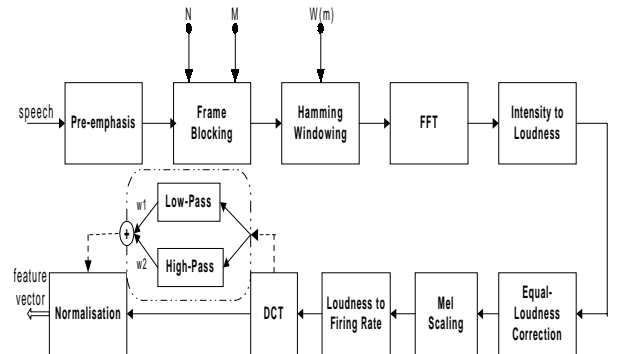 N M W(m)
speech
Pre-emphasis
Frame
Blocking
Hamming
Windowing
FFT
Intensity to
Loudness
w1
Low-Pass
+
w2
High-Pass
feature
vector
Normalisation
DCT
Loudness to
Firing Rate
Mel
Scaling
Equal-
Loudness
Correction